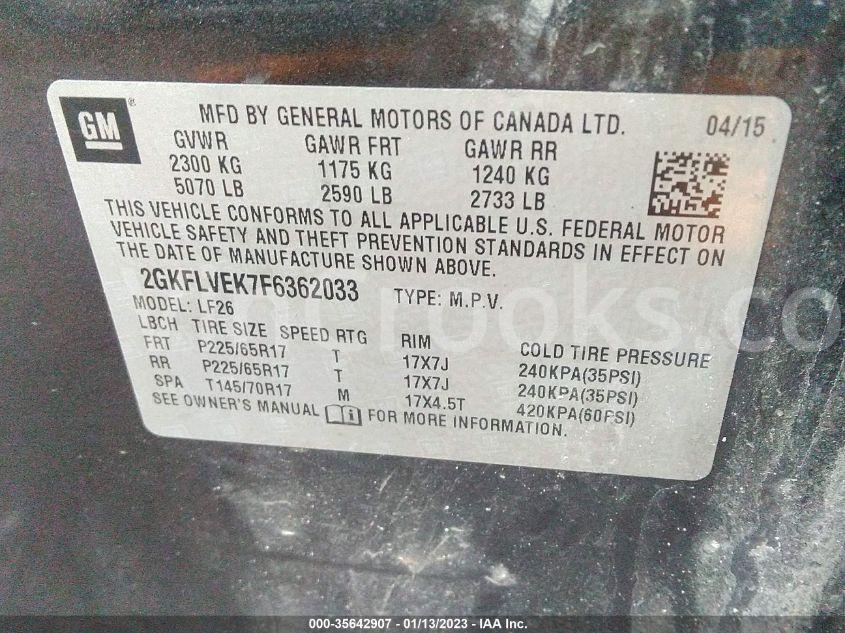 GM
MFD BY GENERAL MOTORS OF CANADA LTD. 04/15
GVWR GAWR FRT GAWR RR
2300 KG 1175 KG 1240 KG
5070 LB 2590 LB 2733 LB
THIS VEHICLE CONFORMS TO ALL APPLICABLE U.S. FEDERAL MOTOR
VEHICLE SAFETY AND THEFT PREVENTION STANDARDS IN EFFECT ON
THE DATE OF MANUFACTURE SHOWN ABOVE.
2GKFLVEK7F6362033 TYPE: M.P.V.
MODEL: LF26
LBCH TIRE SIZE SPEED RTG RIM COLD TIRE PRESSURE
FRT P225/65R17 T 17X7J 240KPA(35PSI)
RR P225/65R17 T 17X7J 240KPA(35PSI)
SPA T145/70R17 M 17X4.5T 420KPA(60PSI)
SEE OWNER'S MANUAL FOR MORE INFORMATION.
000-35642907 - 01/13/2023 - IAA Inc.